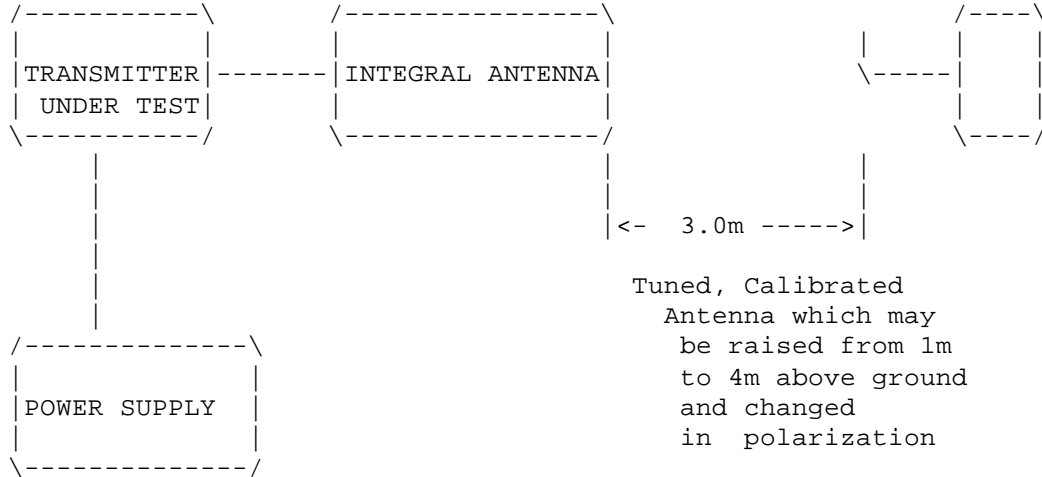 TRANSMITTER
UNDER TEST
INTEGRAL ANTENNA
<- 3.0m ----->
Tuned, Calibrated
Antenna which may
be raised from 1m
to 4m above ground
and changed
in polarization
POWER SUPPLY